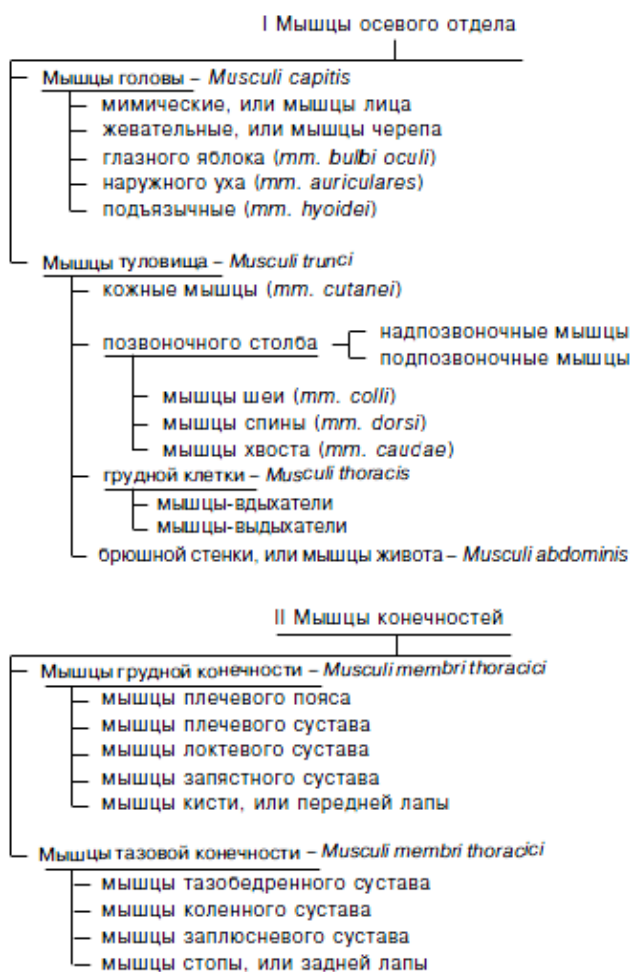 I Мышцы осевого отдела
Мышцы головы – Musculi capitis
мимические, или мышцы лица
жевательные, или мышцы черепа
глазного яблока (mm. bulbi oculi)
наружного уха (mm. auriculares)
подъязычные (mm. hyoidei)
Мышцы туловища – Musculi trunci
кожные мышцы (mm. cutanei)
позвоночного столба
надпозвоночные мышцы
подпозвоночные мышцы
мышцы шеи (mm. colli)
мышцы спины (mm. dorsi)
мышцы хвоста (mm. caudae)
грудной клетки – Musculi thoracis
мышцы-вдыхатели
мышцы-выдыхатели
брюшной стенки, или мышцы живота – Musculi abdominis
II Мышцы конечностей
Мышцы грудной конечности – Musculi membri thoracici
мышцы плечевого пояса
мышцы плечевого сустава
мышцы локтевого сустава
мышцы запястного сустава
мышцы кисти, или передней лапы
Мышцы тазовой конечности – Musculi membri thoracici
мышцы тазобедренного сустава
мышцы коленного сустава
мышцы заплюсневого сустава
мышцы стопы, или задней лапы